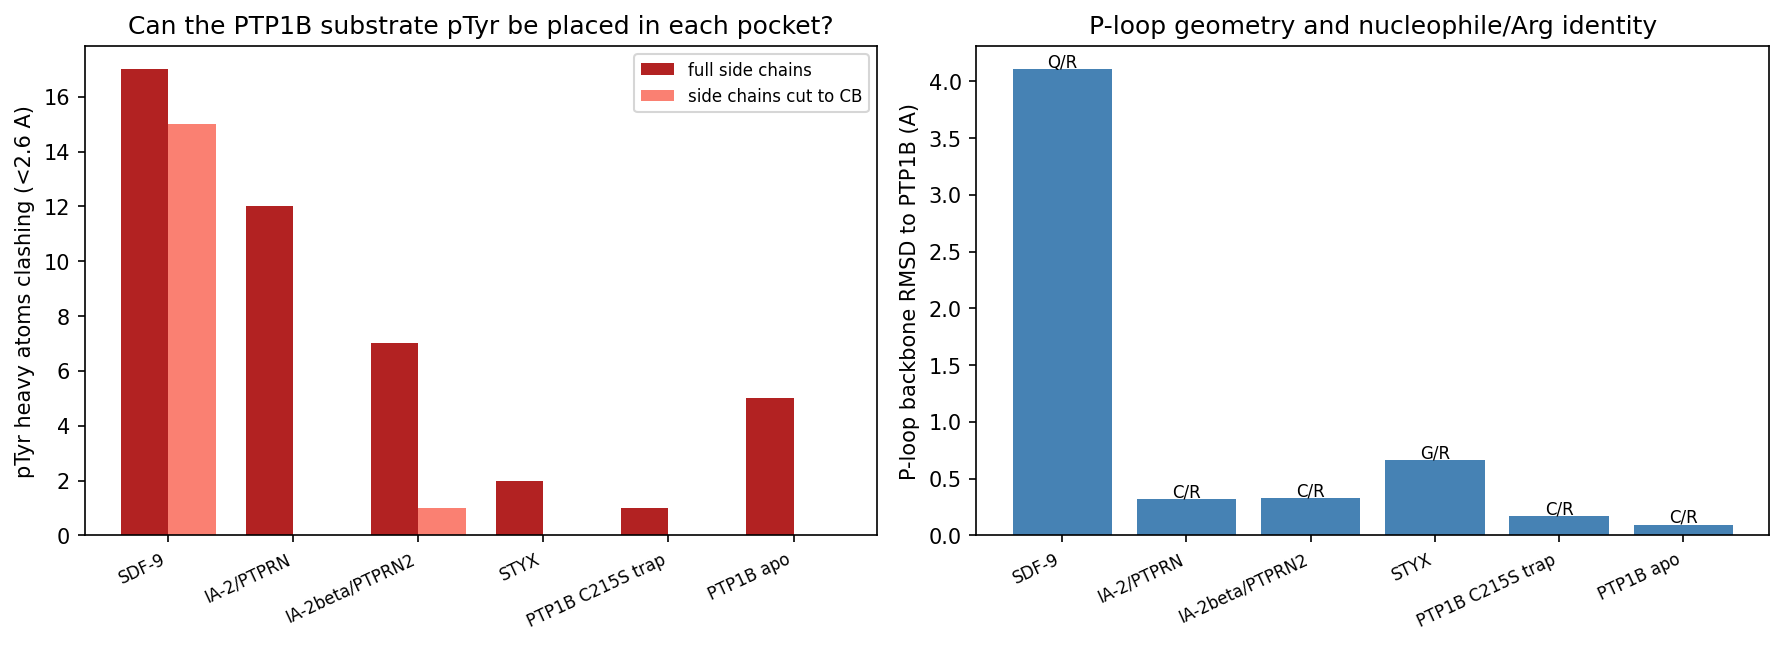 Can the PTP1B substrate pTyr be placed in each pocket?
pTyr heavy atoms clashing (<2.6 A)
0
2
4
6
8
10
12
14
16
full side chains
side chains cut to CB
SDF-9
IA-2/PTPRN
IA-2beta/PTPRN2
STYX
PTP1B C215S trap
PTP1B apo
P-loop geometry and nucleophile/Arg identity
P-loop backbone RMSD to PTP1B (A)
0.0
0.5
1.0
1.5
2.0
2.5
3.0
3.5
4.0
Q/R
C/R
C/R
G/R
C/R
C/R
SDF-9
IA-2/PTPRN
IA-2beta/PTPRN2
STYX
PTP1B C215S trap
PTP1B apo